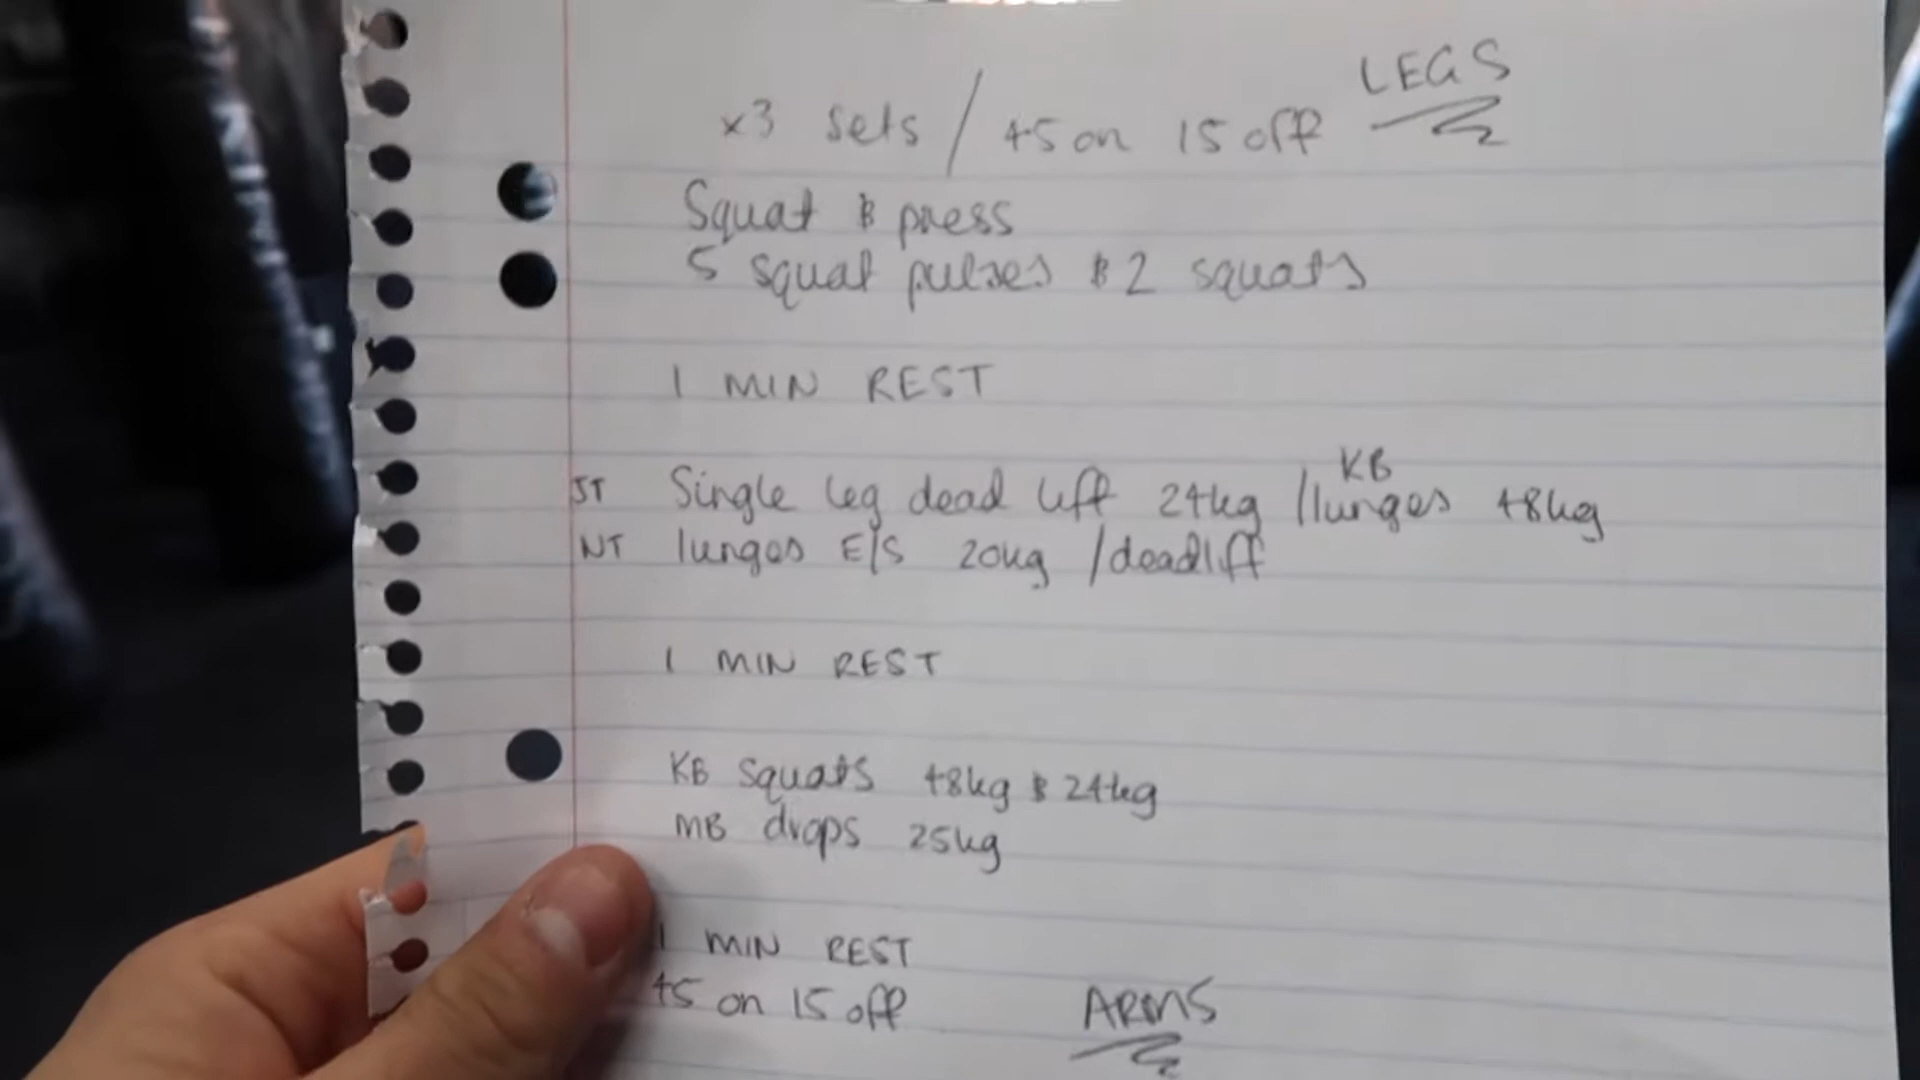 LEGS
x3 sets / 45 on 15 off
Squat & press
5 squat pulses & 2 squats
1 MIN REST
KB
JT Single leg dead lift 24kg / lunges 48kg
NT lunges E/S 20kg / deadlift
1 MIN REST
KB squats 48kg & 24kg
MB drops 25kg
1 MIN REST
45 on 15 off
ARMS